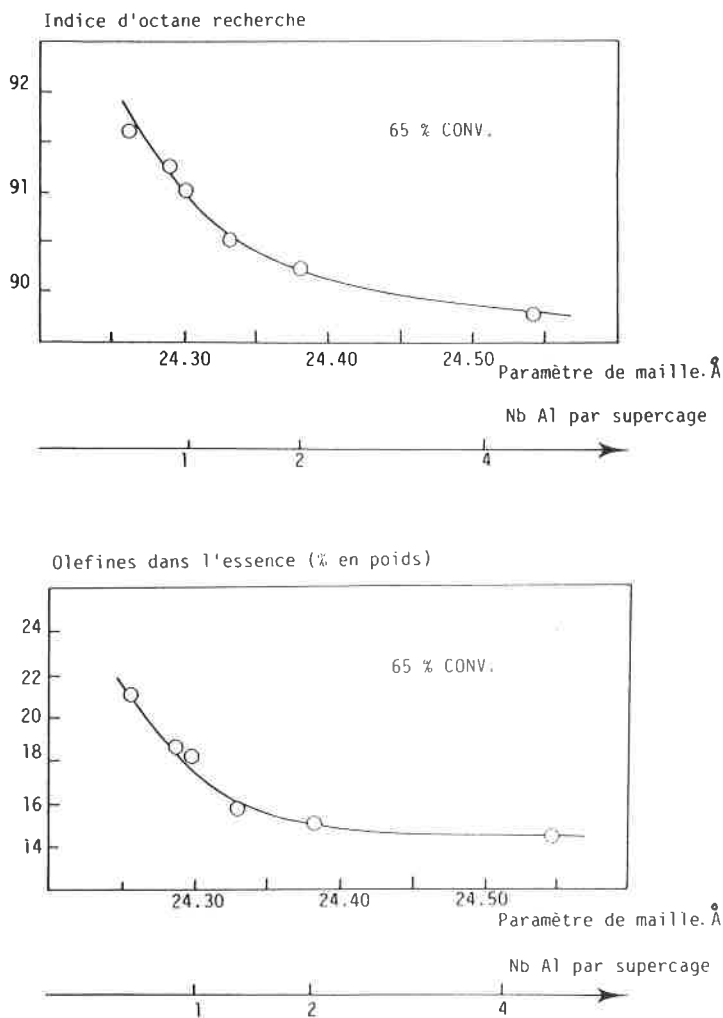 Indice d'octane recherche
92
91
90
65 % CONV.
24.30 24.40 24.50
Paramètre de maille.Å
Nb Al par supercage
1 2 4
Olefines dans l'essence (% en poids)
24
22
20
18
16
14
65 % CONV.
24.30 24.40 24.50
Paramètre de maille.Å
Nb Al par supercage
1 2 4